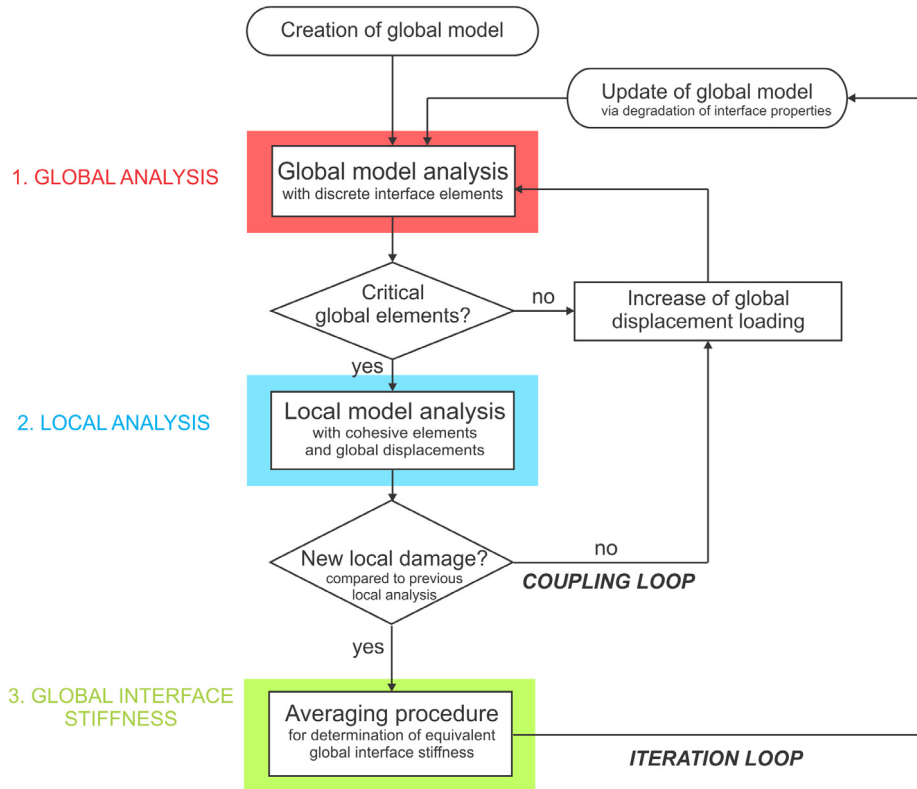 Creation of global model
Update of global model
via degradation of interface properties
1. GLOBAL ANALYSIS
Global model analysis
with discrete interface elements
Critical
global elements?
no
Increase of global
displacement loading
yes
2. LOCAL ANALYSIS
Local model analysis
with cohesive elements
and global displacements
New local damage?
compared to previous
local analysis
no
COUPLING LOOP
yes
3. GLOBAL INTERFACE
STIFFNESS
Averaging procedure
for determination of equivalent
global interface stiffness
ITERATION LOOP